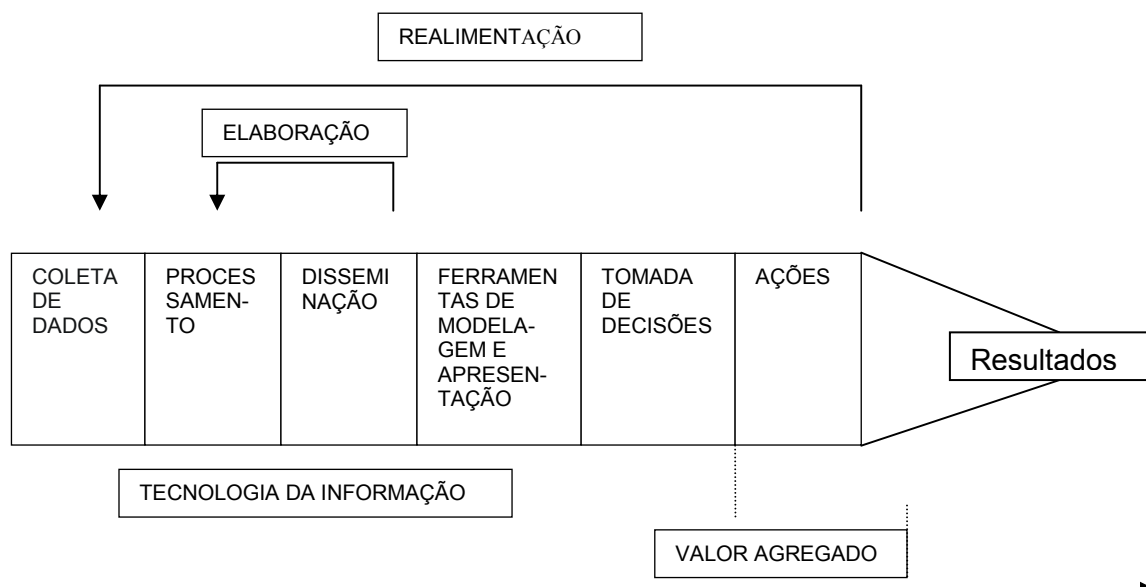 REALIMENTAÇÃO
ELABORAÇÃO
COLETA
DE
DADOS
PROCES
SAMEN-
TO
DISSEMI
NAÇÃO
FERRAMEN
TAS DE
MODELA-
GEM E
APRESEN-
TAÇÃO
TOMADA
DE
DECISÕES
AÇÕES
Resultados
TECNOLOGIA DA INFORMAÇÃO
VALOR AGREGADO